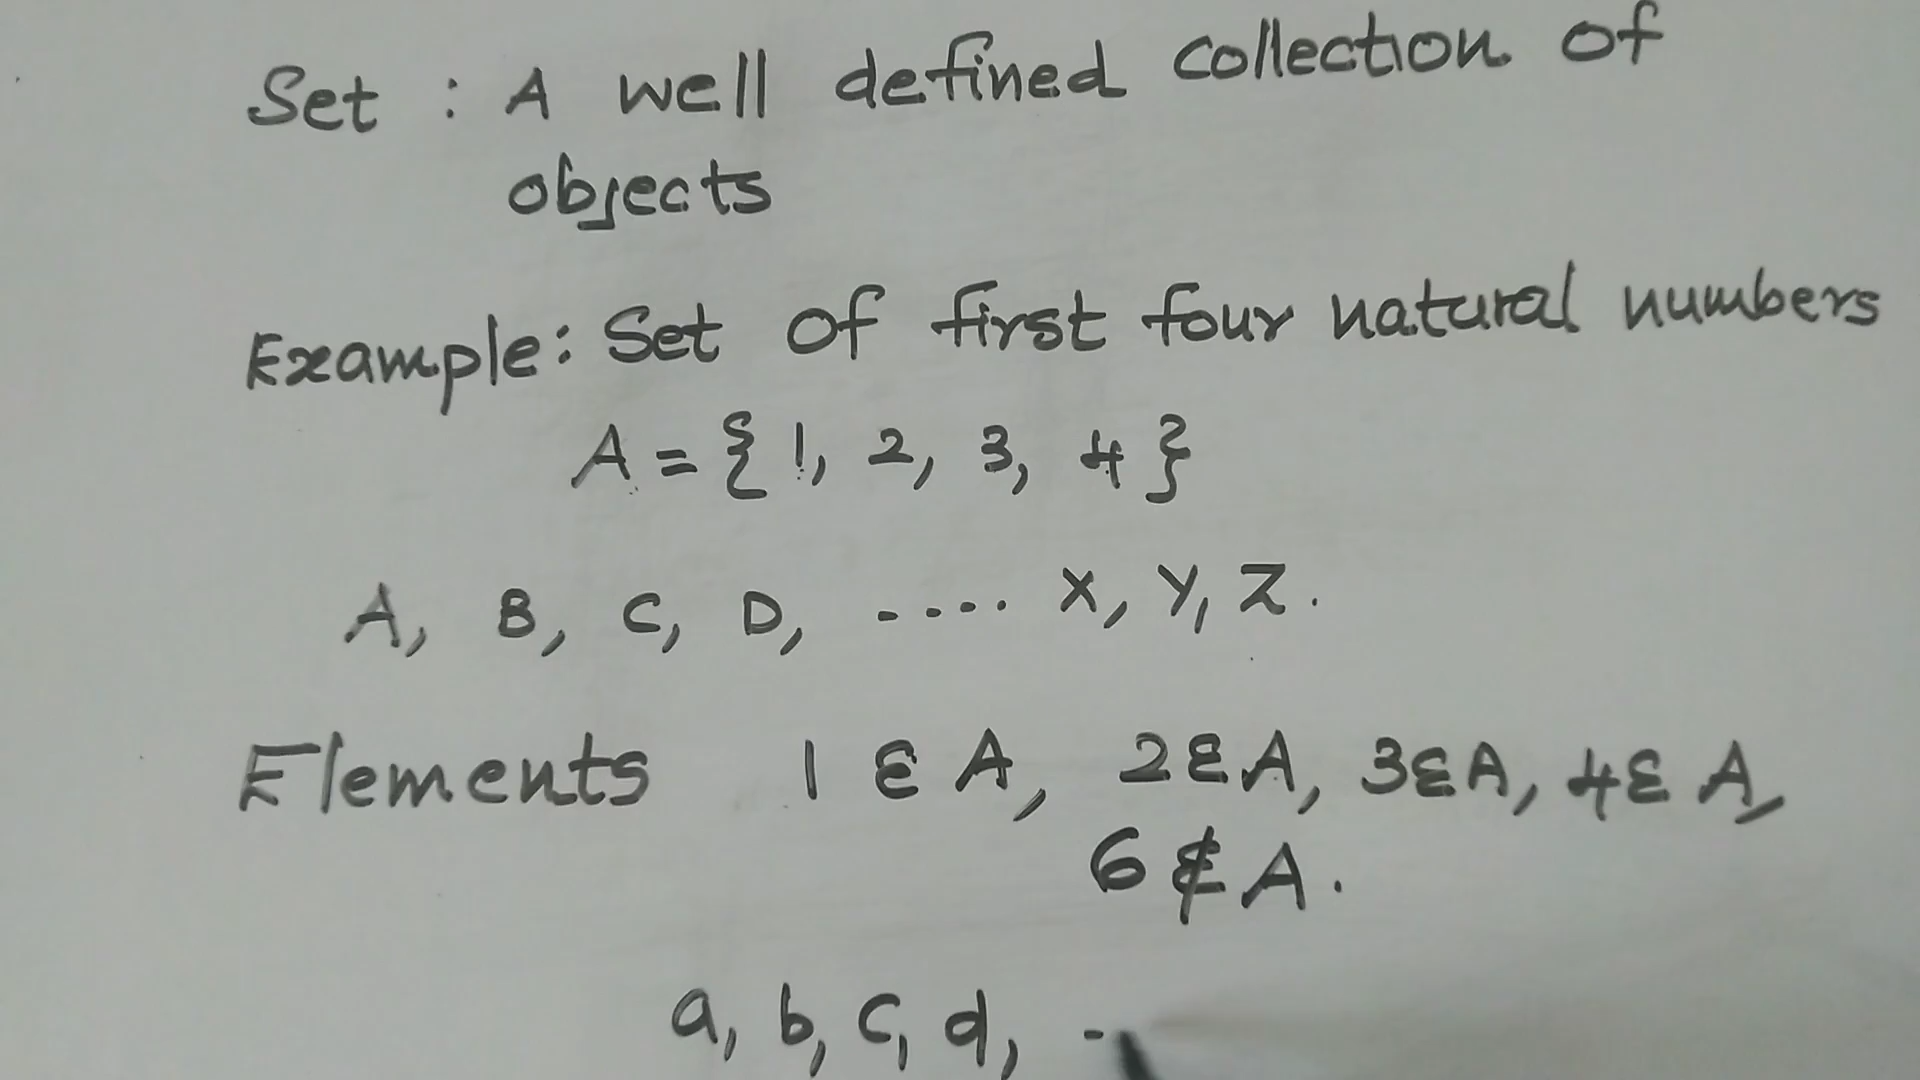 Set : A well defined collection of
objects
Example: Set of first four natural numbers
A = { 1, 2, 3, 4 }
A, B, C, D, ..... X, Y, Z.
Elements 1 ε A, 2 ε A, 3 ε A, 4 ε A,
6 ∉ A.
a, b, c, d, -